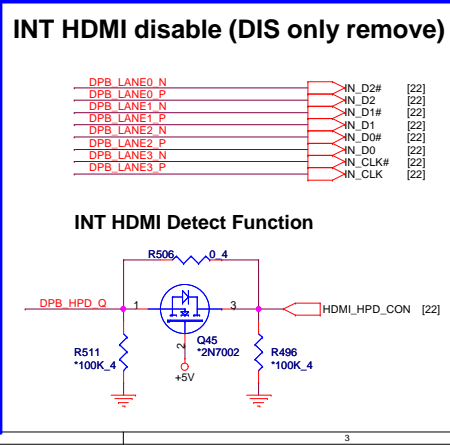 INT HDMI disable (DIS only remove)
DPB_LANE0_N IN_D2# [22]
DPB_LANE0_P IN_D2 [22]
DPB_LANE1_N IN_D1# [22]
DPB_LANE1_P IN_D1 [22]
DPB_LANE2_N IN_D0# [22]
DPB_LANE2_P IN_D0 [22]
DPB_LANE3_N IN_CLK# [22]
DPB_LANE3_P IN_CLK [22]
INT HDMI Detect Function
R506 0_4
DPB_HPD_Q 1 3 HDMI_HPD_CON [22]
Q45
R511 2 *2N7002 R496
*100K_4 *100K_4
+5V
3